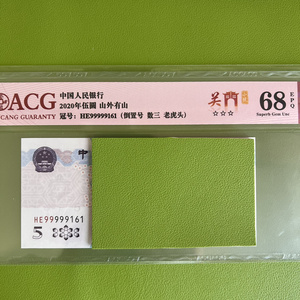 ACG
CANG GUARANTY
中国人民银行
2020年伍圆 山外有山
冠号：HE99999161（倒置号 数三 老虎头）
吴門
☆☆☆
68 EPQ
Superb Gem Unc
中
HE99999161
5